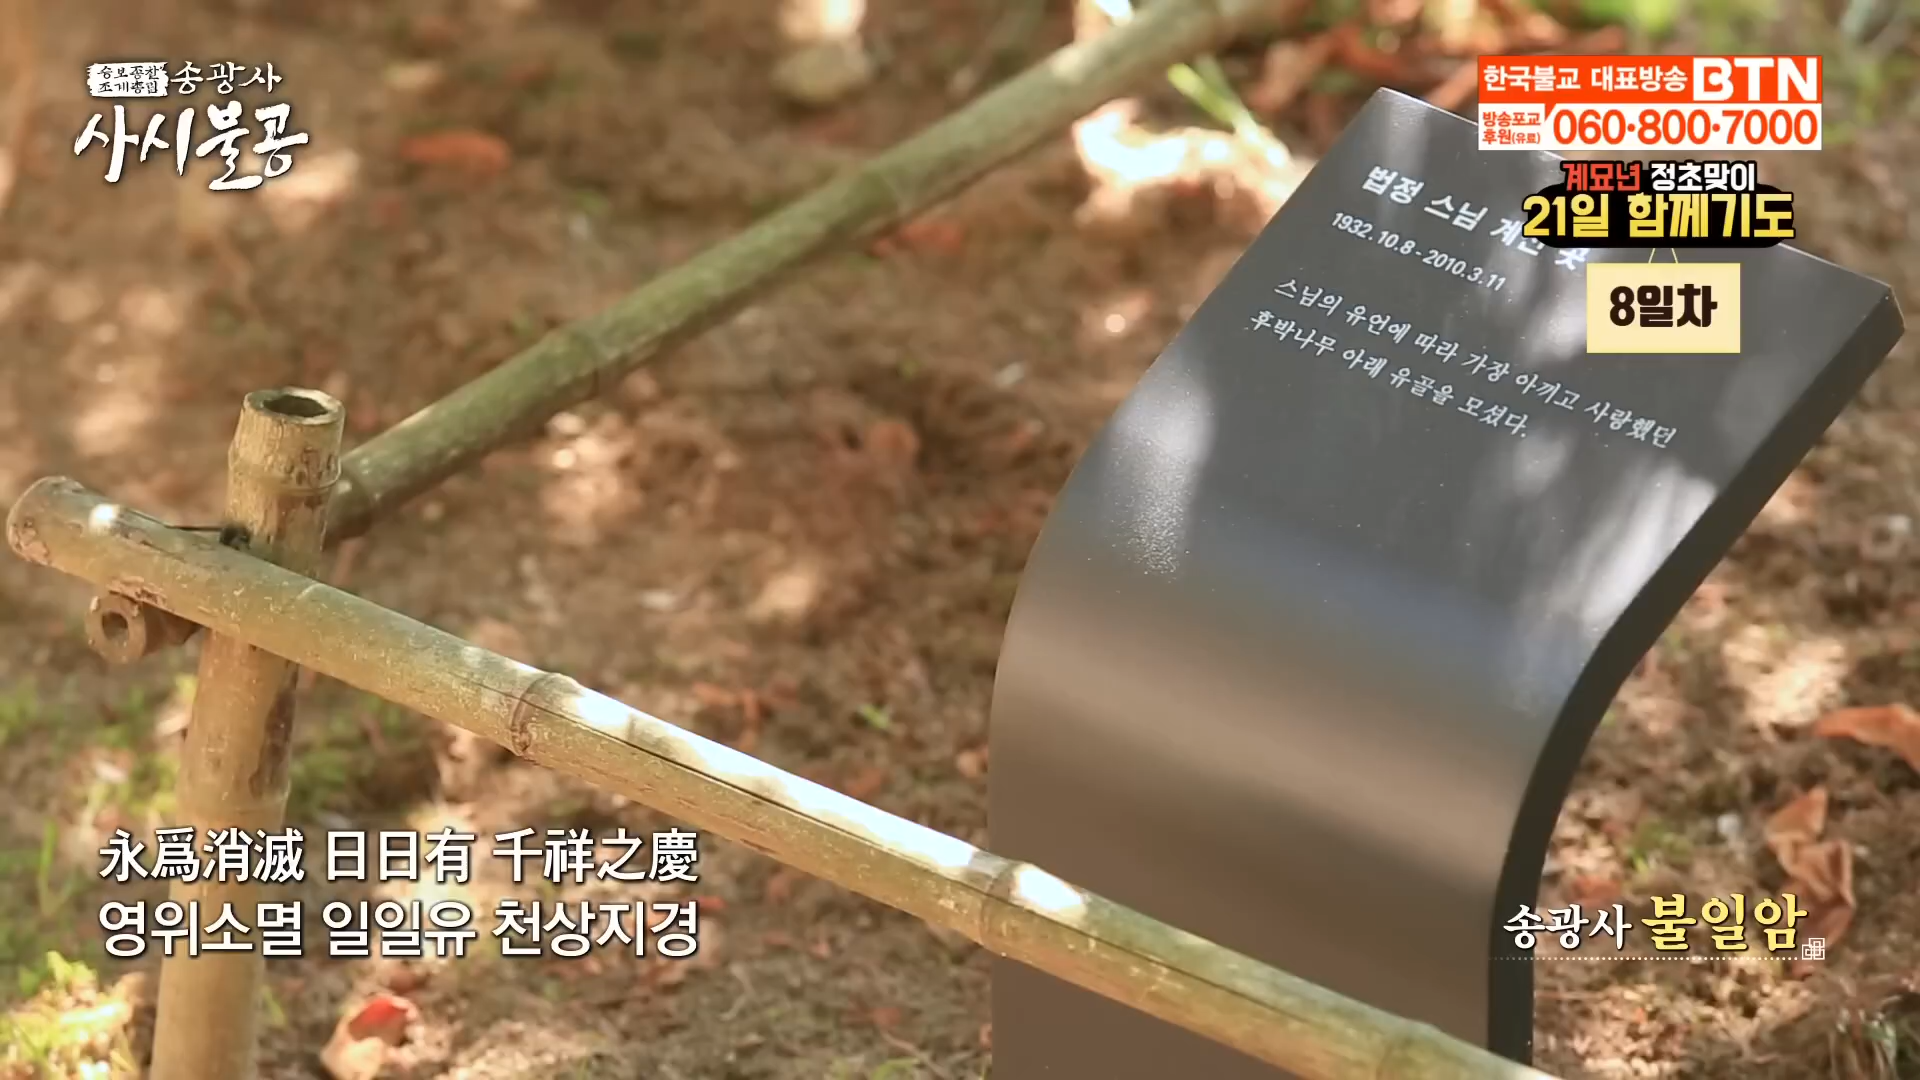 승보종찰
조계총림
송광사
사시불공
한국불교 대표방송 BTN
방송포교
후원(유료)
060·800·7000
계묘년 정초맞이
21일 함께기도
8일차
법정 스님 계신 곳
1932.10.8 - 2010.3.11
스님의 유언에 따라 가장 아끼고 사랑했던
후박나무 아래 유골을 모셨다.
永爲消滅 日日有 千祥之慶
영위소멸 일일유 천상지경
송광사 불일암